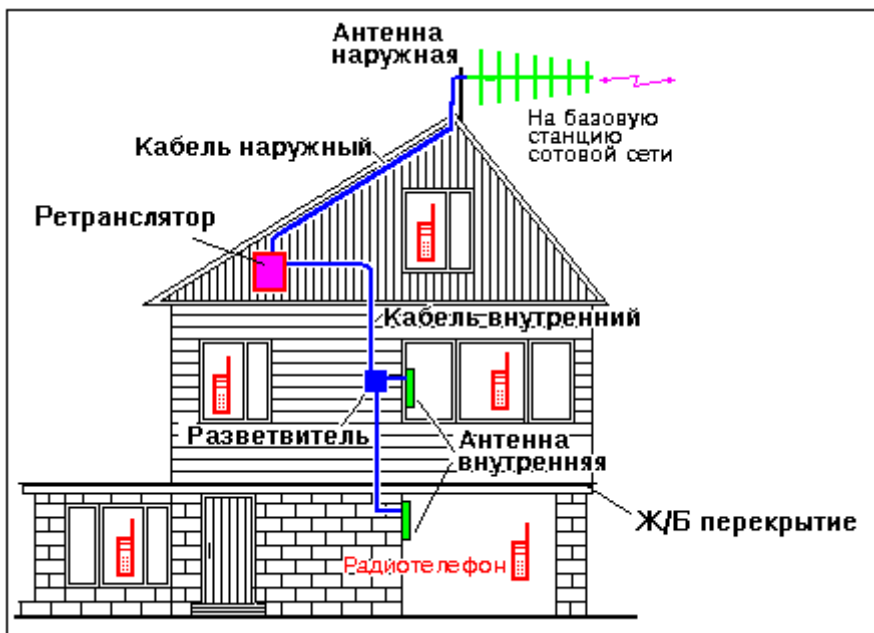 Антенна
наружная
На базовую
станцию
сотовой сети
Кабель наружный
Ретранслятор
Кабель внутренний
Разветвитель
Антенна
внутренняя
Ж/Б перекрытие
Радиотелефон